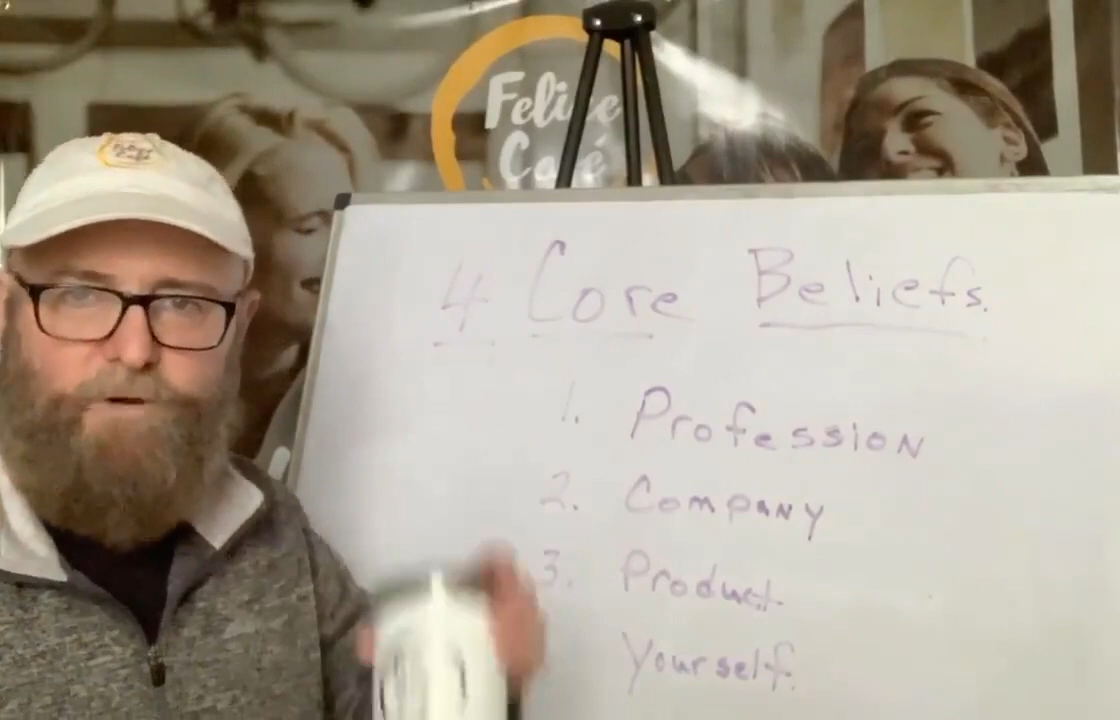 Felice
Café
4 Core Beliefs.
1. Profession
2. Company
3. Product
Yourself.